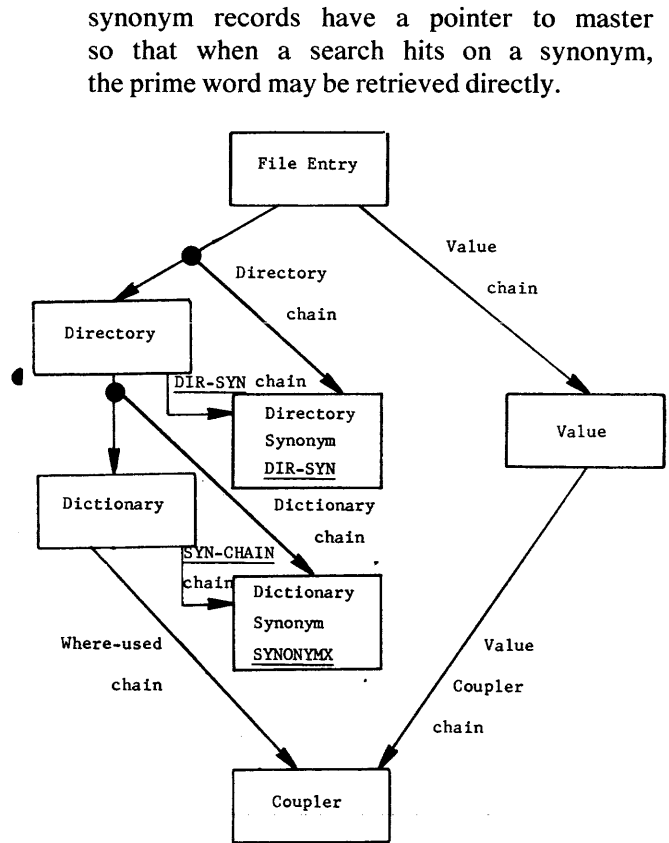 synonym records have a pointer to master
so that when a search hits on a synonym,
the prime word may be retrieved directly.
File Entry
Value
chain
Directory
chain
Directory
DIR-SYN chain
Directory
Synonym
DIR-SYN
Value
Dictionary
Dictionary
chain
SYN-CHAIN
chain
Dictionary
Synonym
SYNONYMX
Where-used
chain
Value
Coupler
chain
Coupler